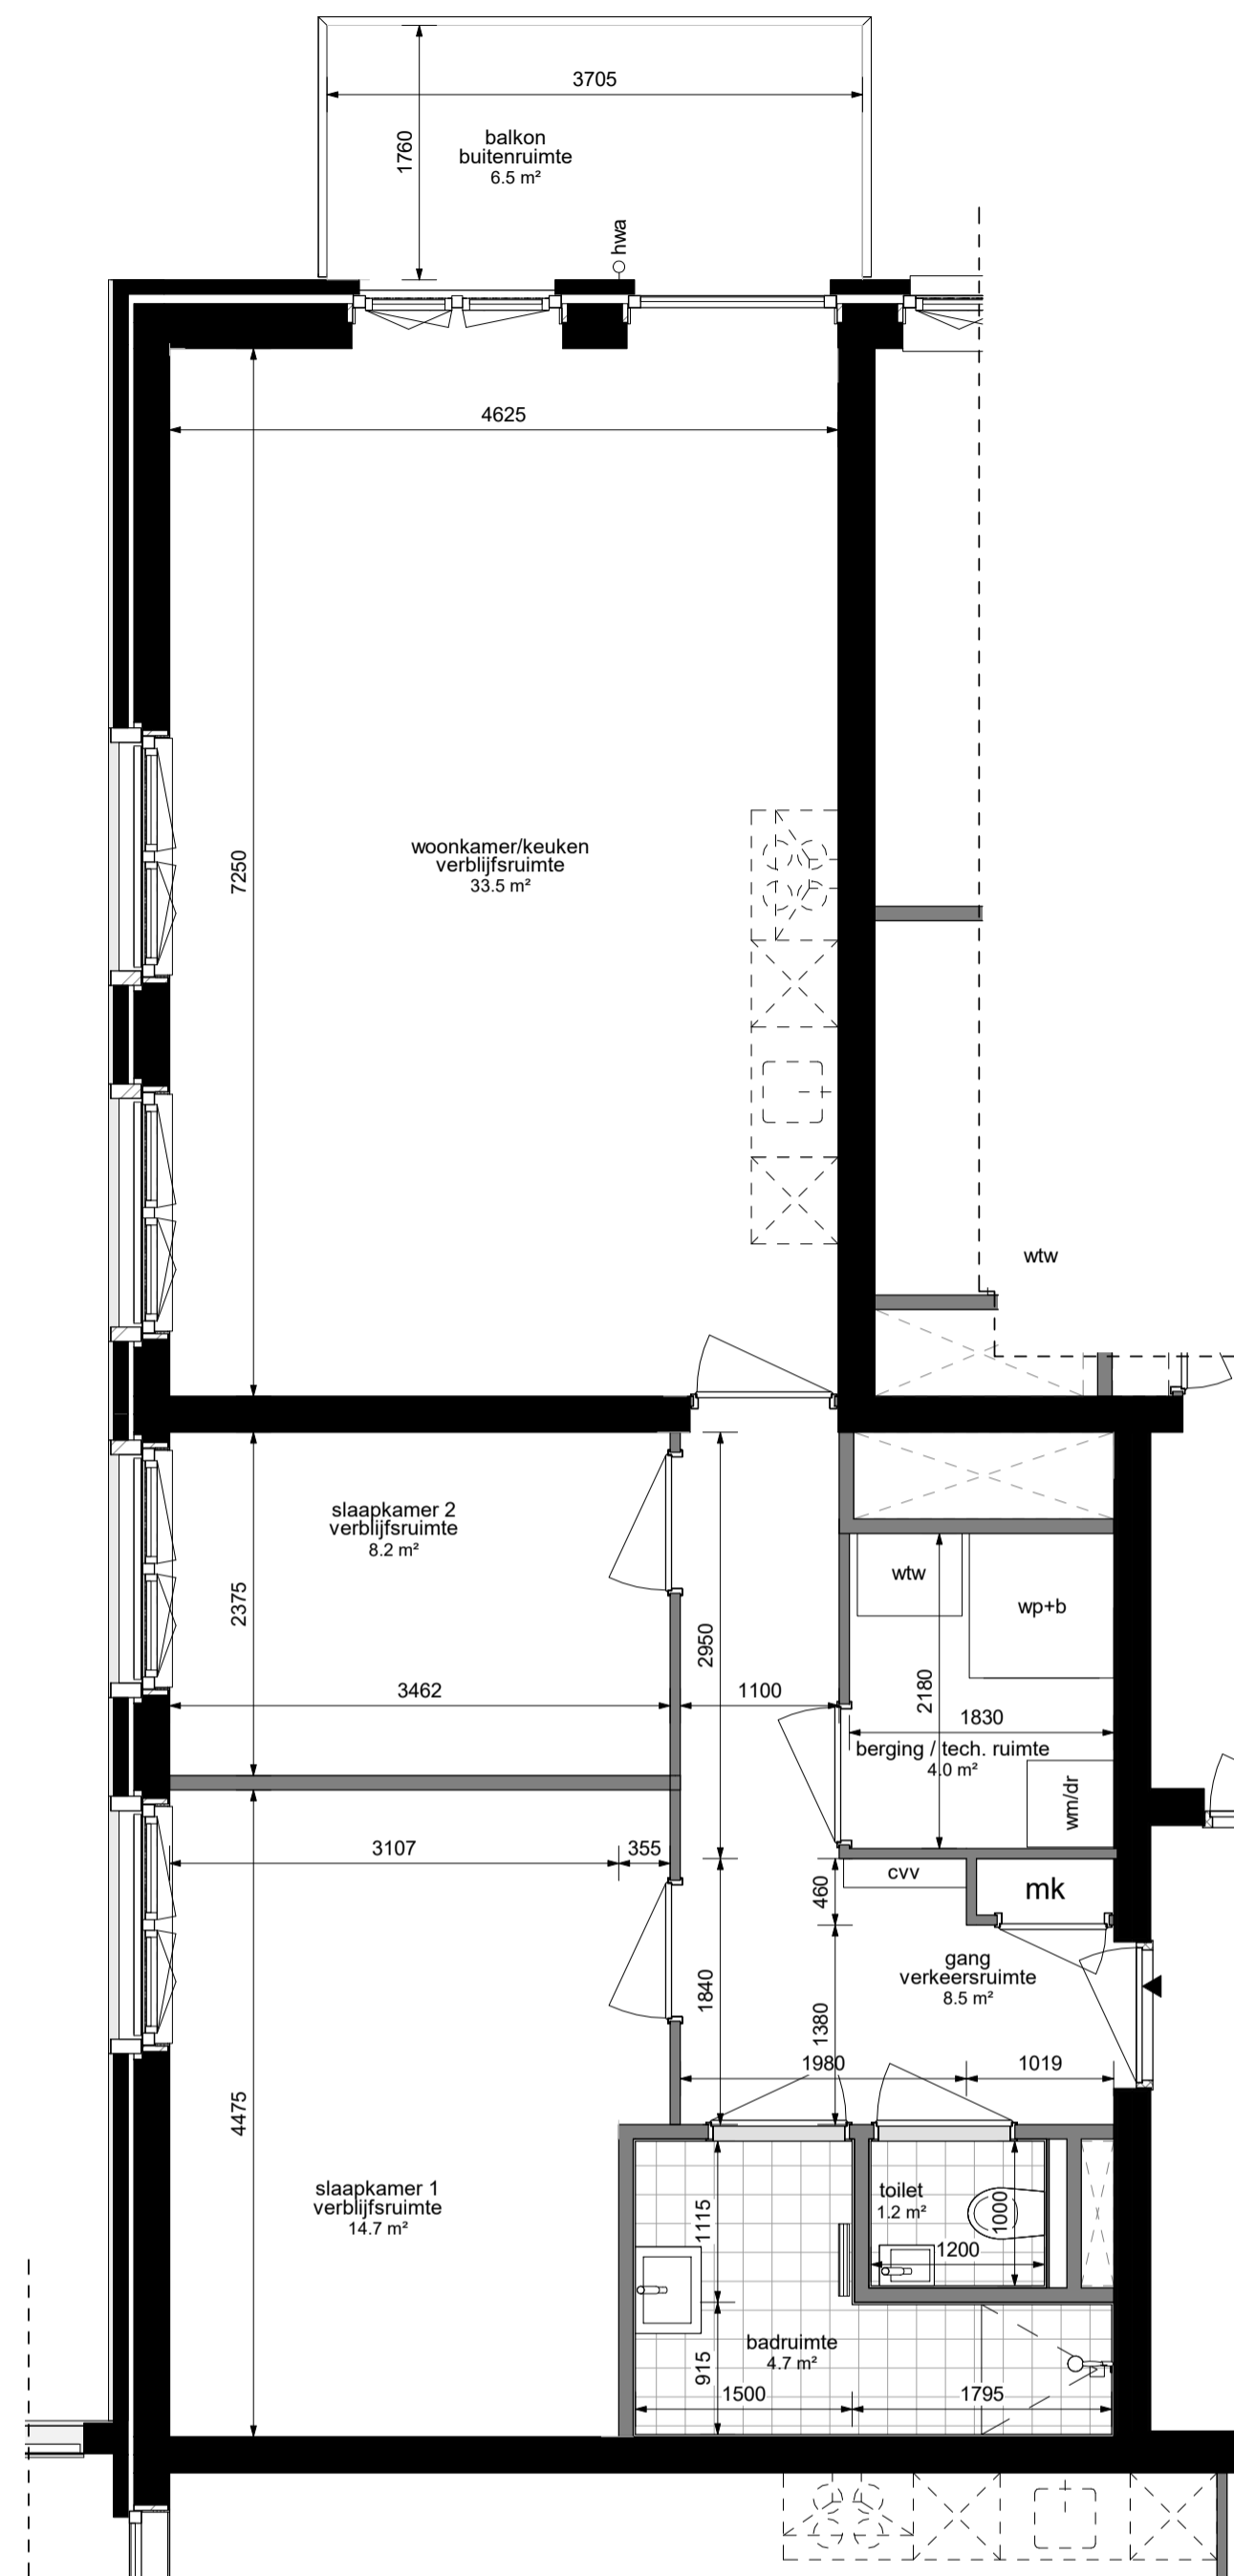 3705
1760
balkon
buitenruimte
6.5 m²
hwa
4625
7250
woonkamer/keuken
verblijfsruimte
33.5 m²
wtw
slaapkamer 2
verblijfsruimte
8.2 m²
2375
3462
2950
1100
wtw
wp+b
2180
1830
berging / tech. ruimte
4.0 m²
wm/dr
3107
355
cvv
mk
460
gang
verkeersruimte
8.5 m²
1840
1380
1980
1019
4475
slaapkamer 1
verblijfsruimte
14.7 m²
toilet
1.2 m²
1000
1115
1200
badruimte
4.7 m²
915
1500
1795